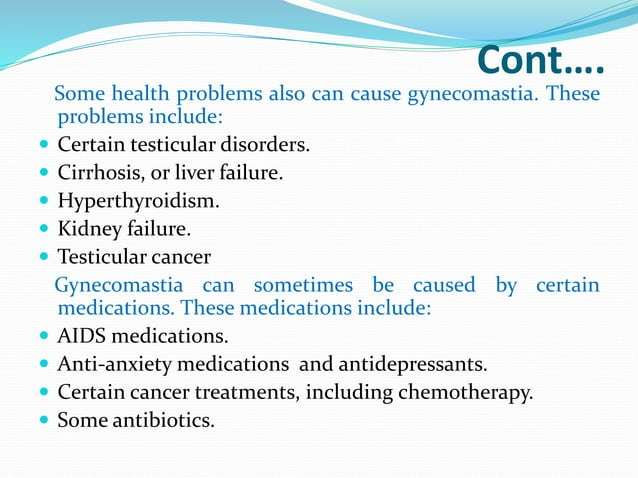 Cont....
Some health problems also can cause gynecomastia. These
problems include:
• Certain testicular disorders.
• Cirrhosis, or liver failure.
• Hyperthyroidism.
• Kidney failure.
• Testicular cancer
Gynecomastia can sometimes be caused by certain
medications. These medications include:
• AIDS medications.
• Anti-anxiety medications and antidepressants.
• Certain cancer treatments, including chemotherapy.
• Some antibiotics.